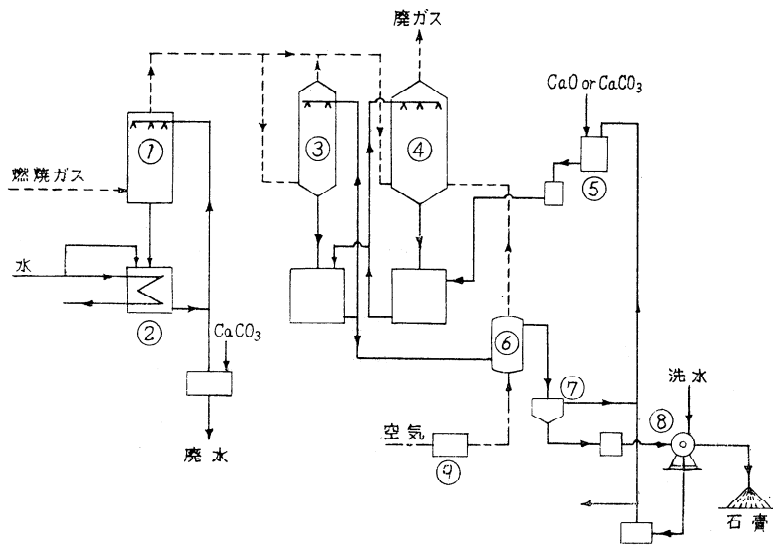 廃ガス
CaO or CaCO₃
①
③
④
⑤
燃焼ガス
水
②
CaCO₃
⑥
⑦
洗水
⑧
空気
⑨
廃水
石膏